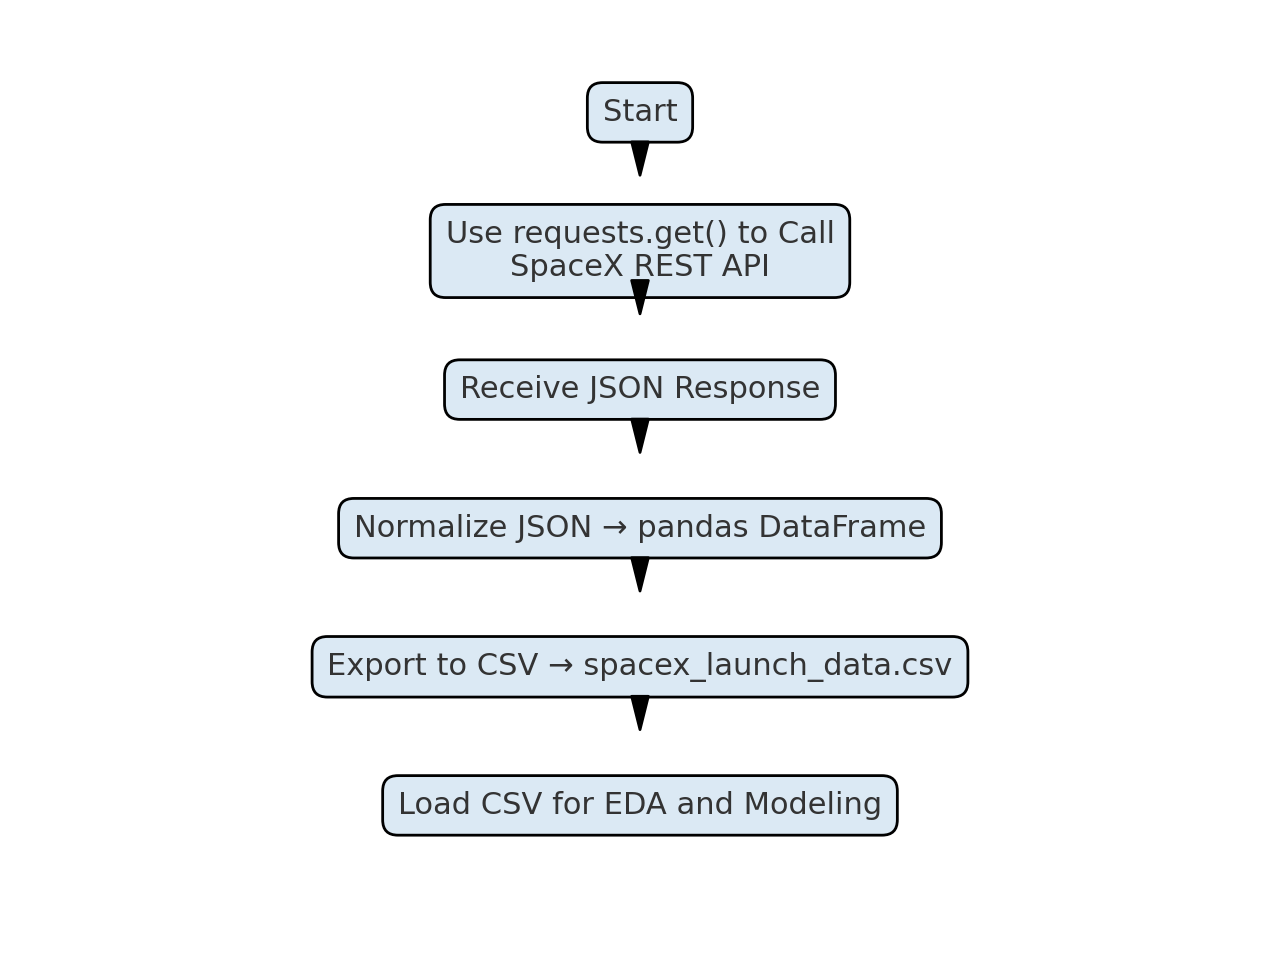 Start
Use requests.get() to Call
SpaceX REST API
Receive JSON Response
Normalize JSON → pandas DataFrame
Export to CSV → spacex_launch_data.csv
Load CSV for EDA and Modeling